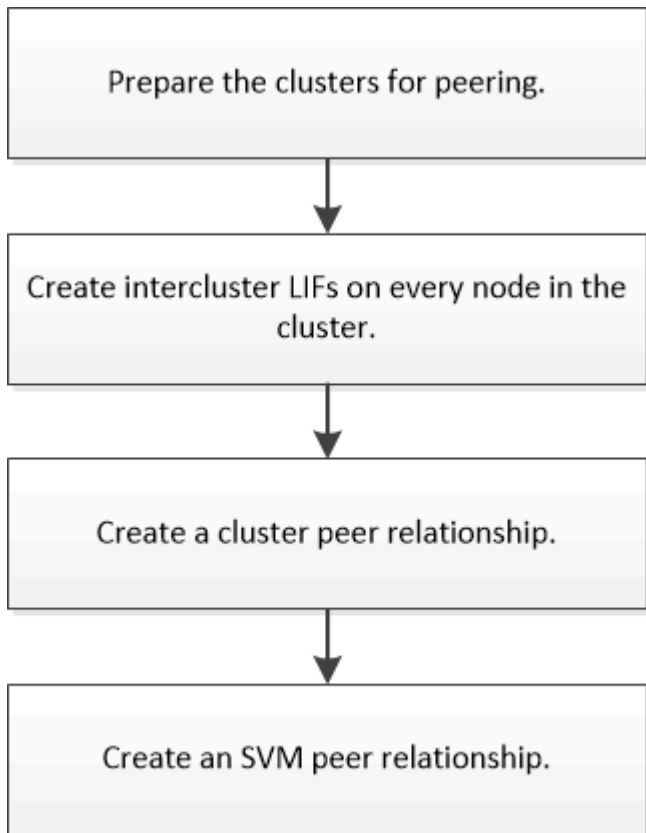 Prepare the clusters for peering.
Create intercluster LIFs on every node in the
cluster.
Create a cluster peer relationship.
Create an SVM peer relationship.